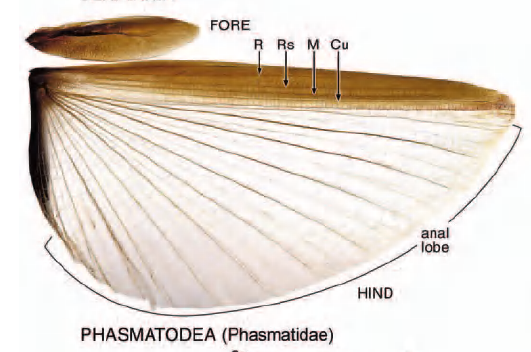 FORE
R Rs M Cu
anal
lobe
HIND
PHASMATODEA (Phasmatidae)